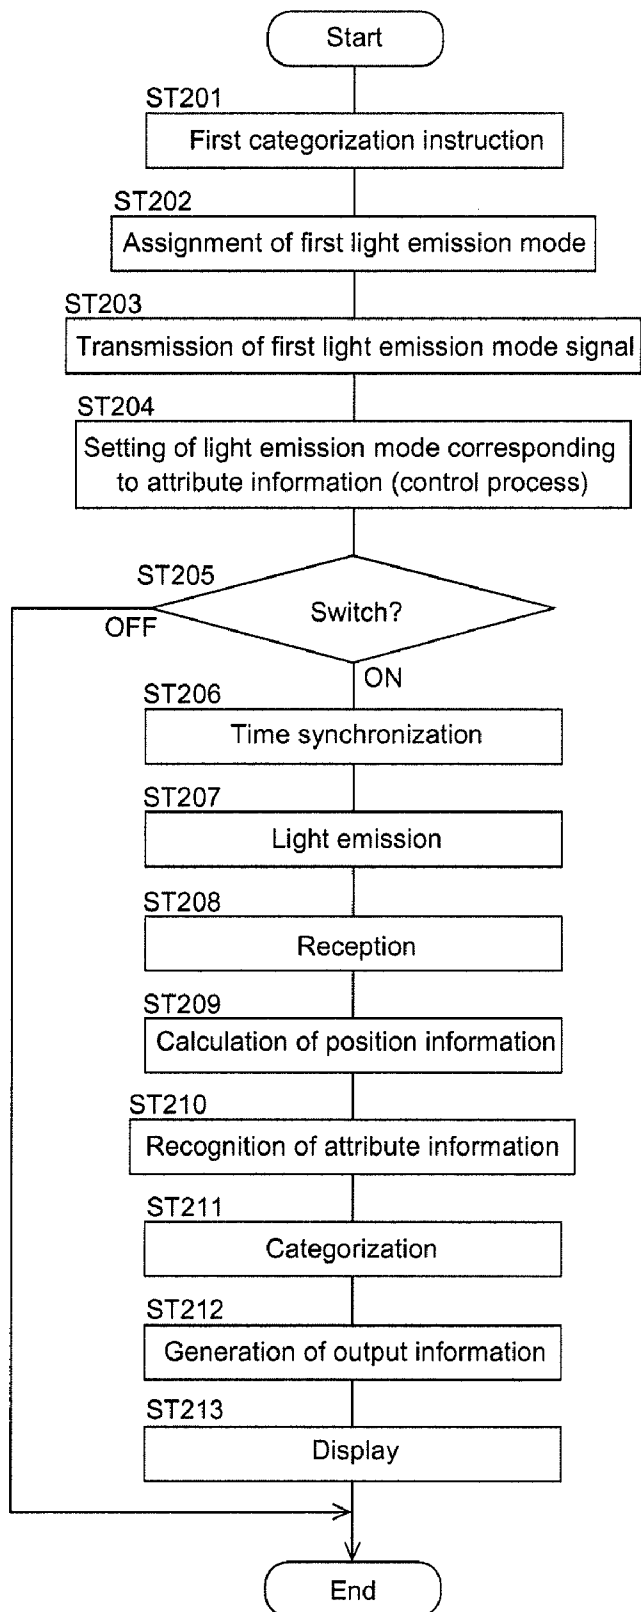 Start
ST201
First categorization instruction
ST202
Assignment of first light emission mode
ST203
Transmission of first light emission mode signal
ST204
Setting of light emission mode corresponding
to attribute information (control process)
ST205
Switch?
OFF
ON
ST206
Time synchronization
ST207
Light emission
ST208
Reception
ST209
Calculation of position information
ST210
Recognition of attribute information
ST211
Categorization
ST212
Generation of output information
ST213
Display
End